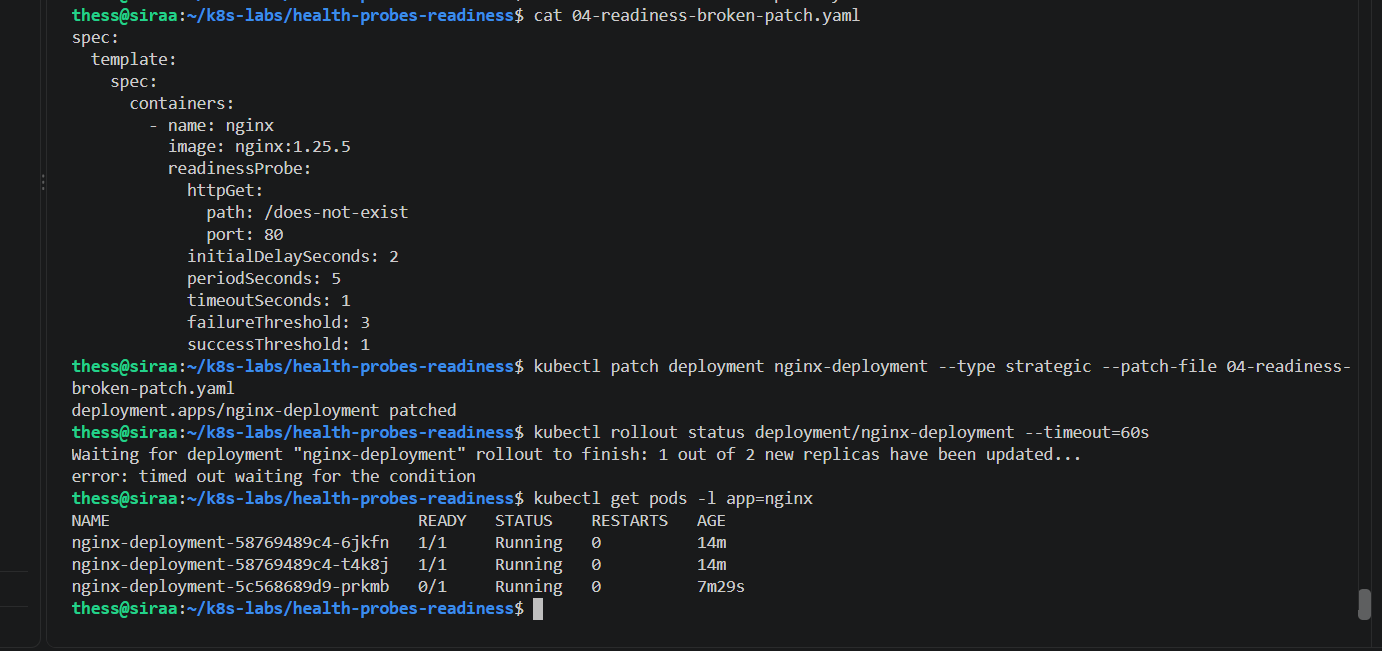 thess@siraa:~/k8s-labs/health-probes-readiness$ cat 04-readiness-broken-patch.yaml
spec:
  template:
    spec:
      containers:
        - name: nginx
          image: nginx:1.25.5
          readinessProbe:
            httpGet:
              path: /does-not-exist
              port: 80
            initialDelaySeconds: 2
            periodSeconds: 5
            timeoutSeconds: 1
            failureThreshold: 3
            successThreshold: 1
thess@siraa:~/k8s-labs/health-probes-readiness$ kubectl patch deployment nginx-deployment --type strategic --patch-file 04-readiness-
broken-patch.yaml
deployment.apps/nginx-deployment patched
thess@siraa:~/k8s-labs/health-probes-readiness$ kubectl rollout status deployment/nginx-deployment --timeout=60s
Waiting for deployment "nginx-deployment" rollout to finish: 1 out of 2 new replicas have been updated...
error: timed out waiting for the condition
thess@siraa:~/k8s-labs/health-probes-readiness$ kubectl get pods -l app=nginx
NAME                                READY   STATUS    RESTARTS   AGE
nginx-deployment-58769489c4-6jkfn   1/1     Running   0          14m
nginx-deployment-58769489c4-t4k8j   1/1     Running   0          14m
nginx-deployment-5c568689d9-prkmb   0/1     Running   0          7m29s
thess@siraa:~/k8s-labs/health-probes-readiness$